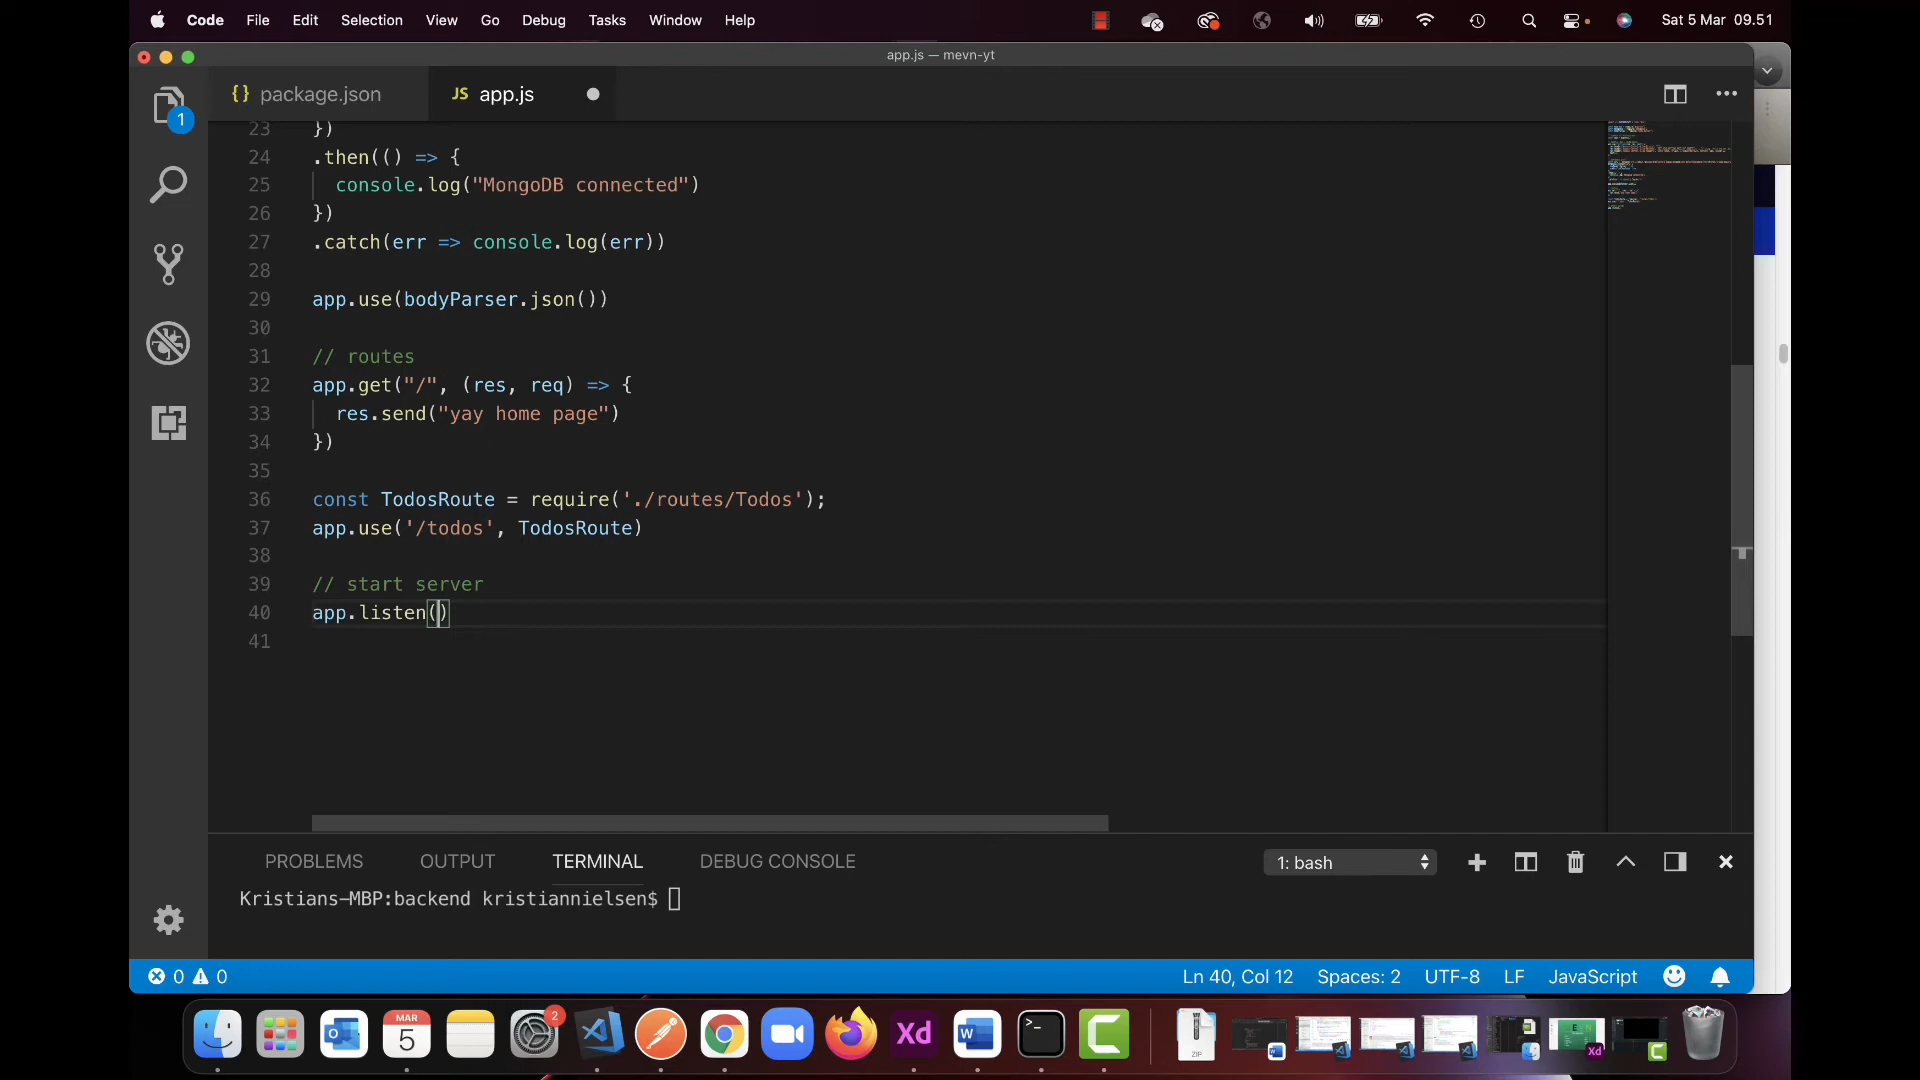 Code File Edit Selection View Go Debug Tasks Window Help Sat 5 Mar 09.51
app.js — mevn-yt
{} package.json JS app.js
1
23 })
24 .then(() => {
25 console.log("MongoDB connected")
26 })
27 .catch(err => console.log(err))
28
29 app.use(bodyParser.json())
30
31 // routes
32 app.get("/", (res, req) => {
33 res.send("yay home page")
34 })
35
36 const TodosRoute = require('./routes/Todos');
37 app.use('/todos', TodosRoute)
38
39 // start server
40 app.listen()
41
PROBLEMS OUTPUT TERMINAL DEBUG CONSOLE 1: bash
Kristians-MBP:backend kristiannielsen$
0 0 Ln 40, Col 12 Spaces: 2 UTF-8 LF JavaScript
MAR
5
2
Xd
ZIP
Xd